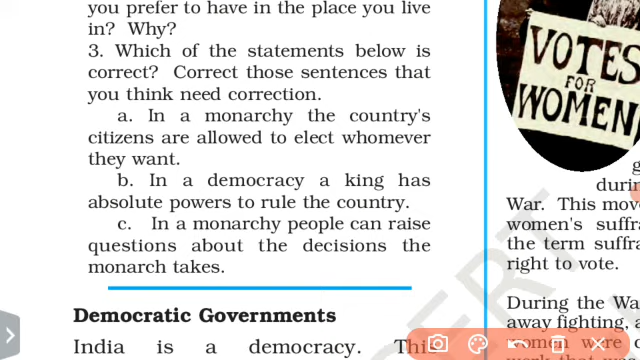 you prefer to have in the place you live
in? Why?
3. Which of the statements below is
correct? Correct those sentences that
you think need correction.
a. In a monarchy the country's
citizens are allowed to elect whomever
they want.
b. In a democracy a king has
absolute powers to rule the country.
c. In a monarchy people can raise
questions about the decisions the
monarch takes.
Democratic Governments
India is a democracy. This
VOTES
FOR
WOMEN
War. This
women's
the term
right to vote.
During the
away fighting,
women were